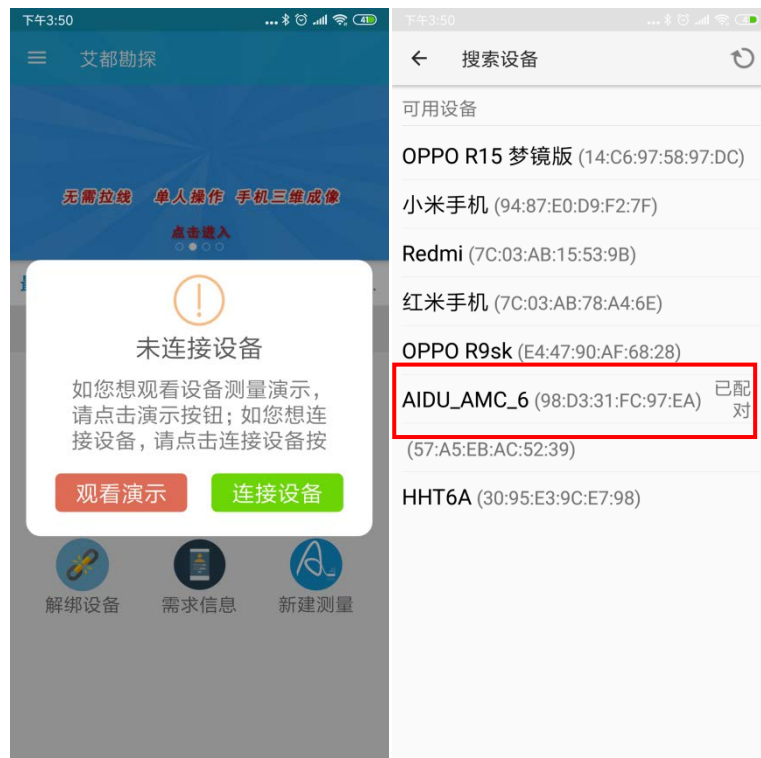 下午3:50
41
艾都勘探
无需拉线 单人操作 手机三维成像
点击进入
未连接设备
如您想观看设备测量演示，
请点击演示按钮；如您想连
接设备，请点击连接设备按
观看演示
连接设备
解绑设备
需求信息
新建测量
下午3:50
搜索设备
可用设备
OPPO R15 梦镜版 (14:C6:97:58:97:DC)
小米手机 (94:87:E0:D9:F2:7F)
Redmi (7C:03:AB:15:53:9B)
红米手机 (7C:03:AB:78:A4:6E)
OPPO R9sk (E4:47:90:AF:68:28)
AIDU_AMC_6 (98:D3:31:FC:97:EA) 已配
对
(57:A5:EB:AC:52:39)
HHT6A (30:95:E3:9C:E7:98)